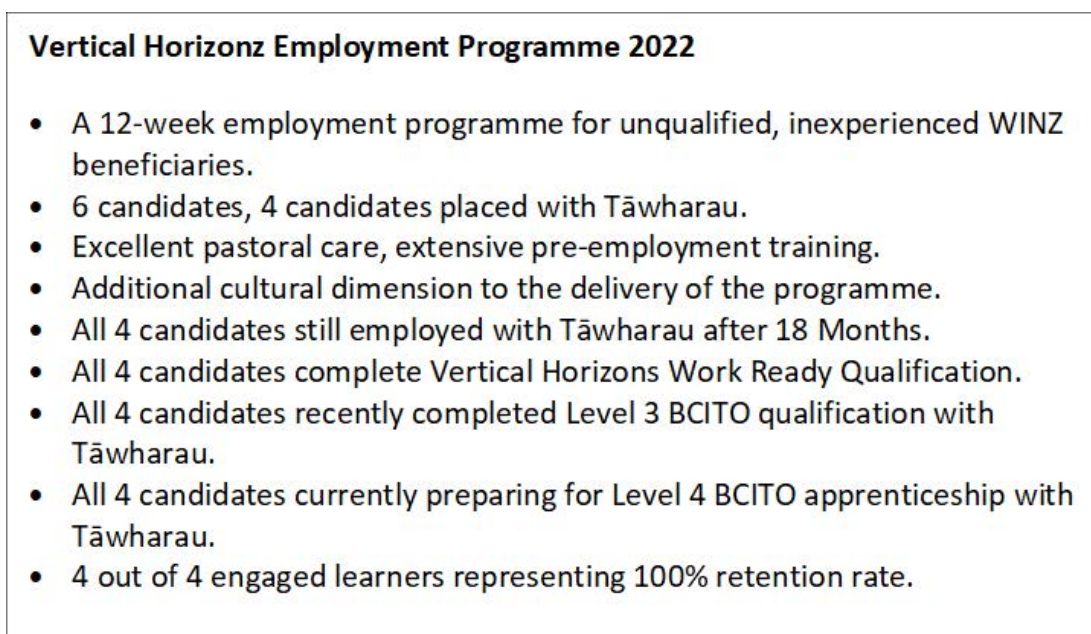 Vertical Horizonz Employment Programme 2022
• A 12-week employment programme for unqualified, inexperienced WINZ
beneficiaries.
• 6 candidates, 4 candidates placed with Tāwharau.
• Excellent pastoral care, extensive pre-employment training.
• Additional cultural dimension to the delivery of the programme.
• All 4 candidates still employed with Tāwharau after 18 Months.
• All 4 candidates complete Vertical Horizons Work Ready Qualification.
• All 4 candidates recently completed Level 3 BCITO qualification with
Tāwharau.
• All 4 candidates currently preparing for Level 4 BCITO apprenticeship with
Tāwharau.
• 4 out of 4 engaged learners representing 100% retention rate.